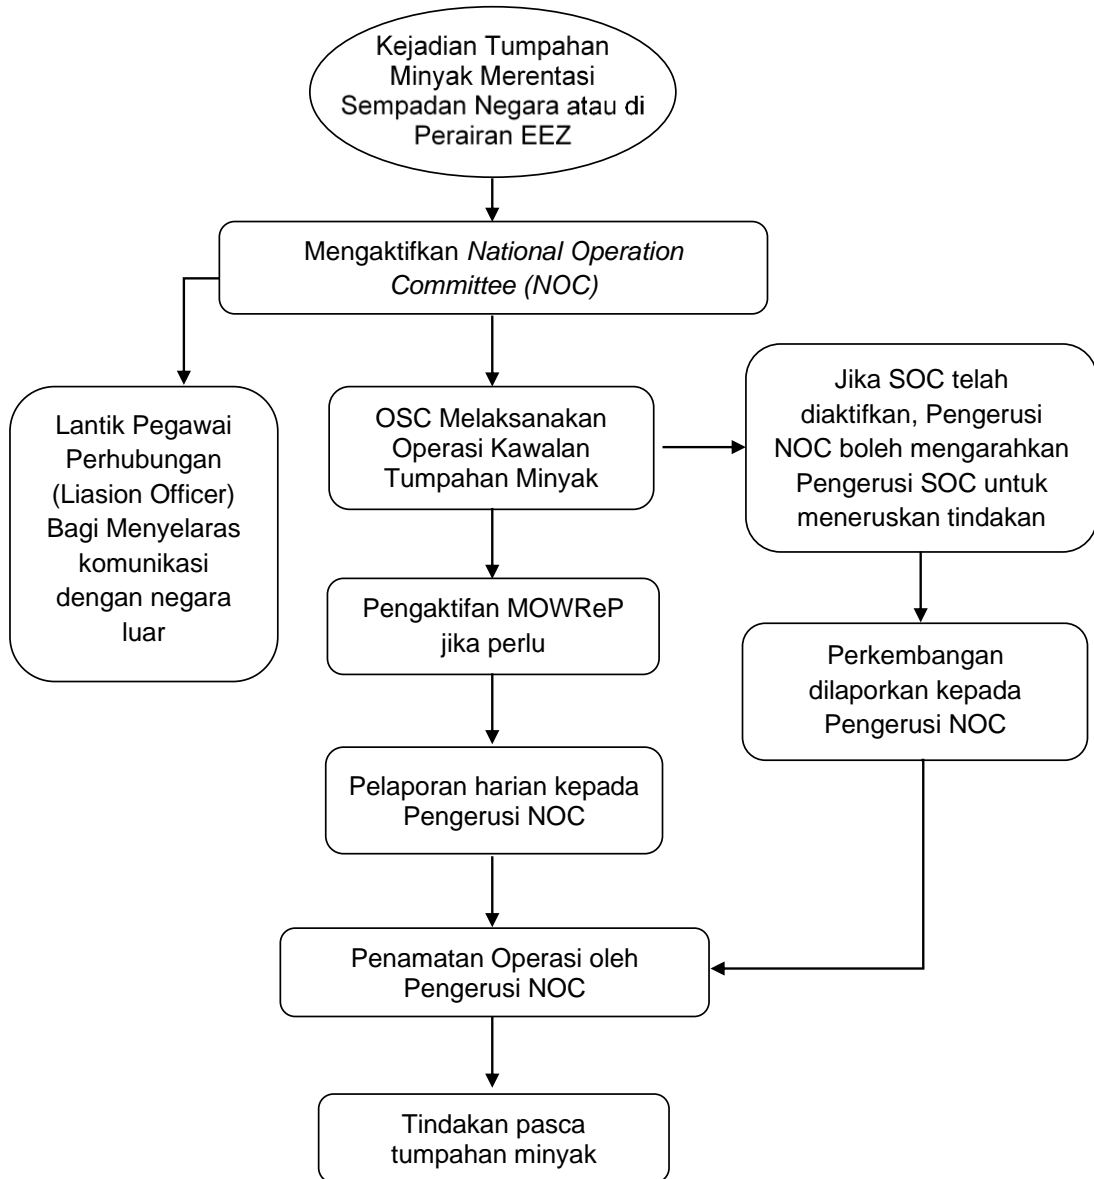 Kejadian Tumpahan
Minyak Merentasi
Sempadan Negara atau di
Perairan EEZ
Mengaktifkan National Operation
Committee (NOC)
Lantik Pegawai
Perhubungan
(Liasion Officer)
Bagi Menyelaras
komunikasi
dengan negara
luar
OSC Melaksanakan
Operasi Kawalan
Tumpahan Minyak
Jika SOC telah
diaktifkan, Pengerusi
NOC boleh mengarahkan
Pengerusi SOC untuk
meneruskan tindakan
Pengaktifan MOWReP
jika perlu
Perkembangan
dilaporkan kepada
Pengerusi NOC
Pelaporan harian kepada
Pengerusi NOC
Penamatan Operasi oleh
Pengerusi NOC
Tindakan pasca
tumpahan minyak